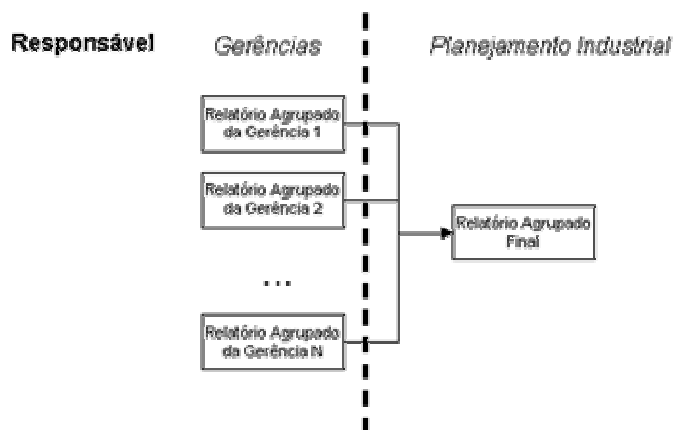 Responsável Gerências Planejamento Industrial
Relatório Agrupado
da Gerência 1
Relatório Agrupado
da Gerência 2
Relatório Agrupado
Final
...
Relatório Agrupado
da Gerência N